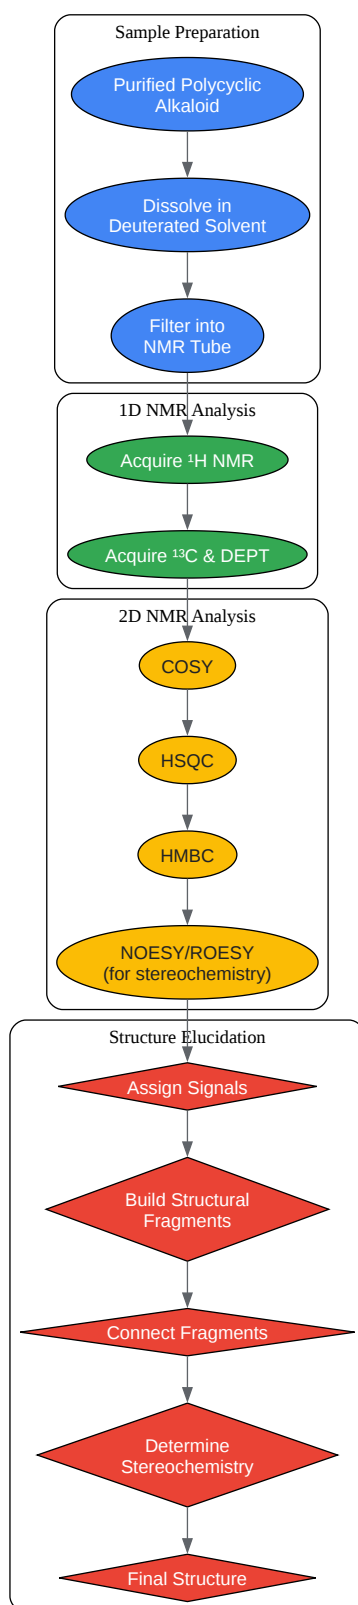 Sample Preparation
Purified Polycyclic
Alkaloid
Dissolve in
Deuterated Solvent
Filter into
NMR Tube
1D NMR Analysis
Acquire ¹H NMR
Acquire ¹³C & DEPT
2D NMR Analysis
COSY
HSQC
HMBC
NOESY/ROESY
(for stereochemistry)
Structure Elucidation
Assign Signals
Build Structural
Fragments
Connect Fragments
Determine
Stereochemistry
Final Structure